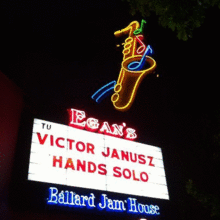 EGAN'S
TU
VICTOR JANUSZ
HANDS SOLO
Ballard Jam House